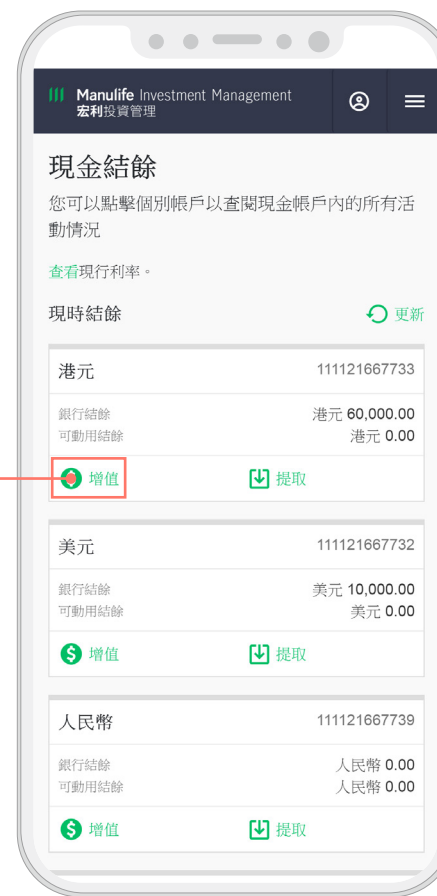 Manulife Investment Management
宏利投資管理
現金結餘
您可以點擊個別帳戶以查閱現金帳戶內的所有活
動情況
查看現行利率。
現時結餘 更新
港元 111121667733
銀行結餘 港元 60,000.00
可動用結餘 港元 0.00
增值 提取
美元 111121667732
銀行結餘 美元 10,000.00
可動用結餘 美元 0.00
增值 提取
人民幣 111121667739
銀行結餘 人民幣 0.00
可動用結餘 人民幣 0.00
增值 提取